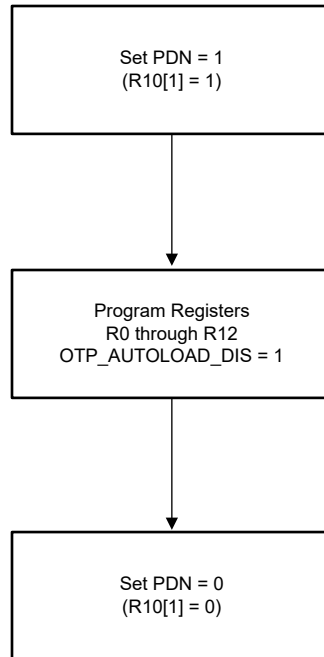 Set PDN = 1
(R10[1] = 1)
Program Registers
R0 through R12
OTP_AUTOLOAD_DIS = 1
Set PDN = 0
(R10[1] = 0)